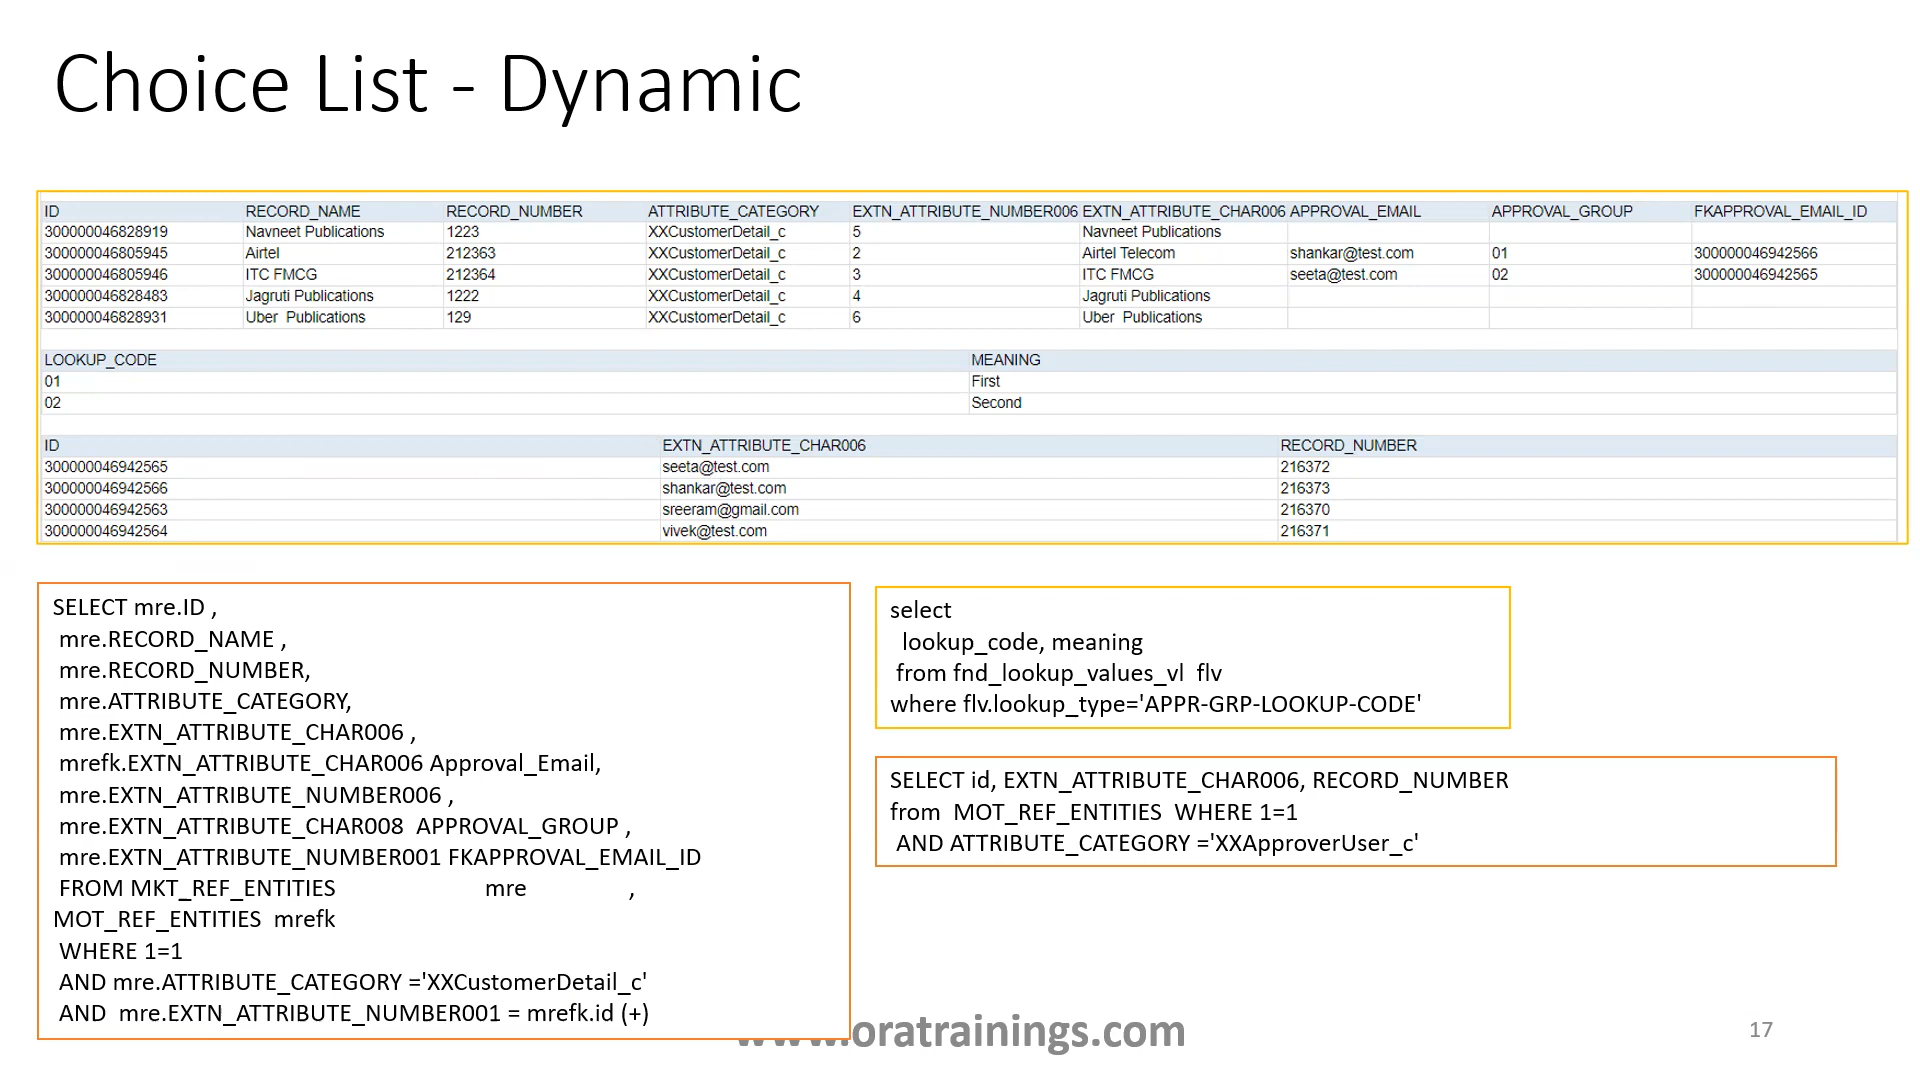 Choice List - Dynamic
ID RECORD_NAME RECORD_NUMBER ATTRIBUTE_CATEGORY EXTN_ATTRIBUTE_NUMBER006 EXTN_ATTRIBUTE_CHAR006 APPROVAL_EMAIL APPROVAL_GROUP FKAPPROVAL_EMAIL_ID
300000046828919 Navneet Publications 1223 XXCustomerDetail_c 5 Navneet Publications
300000046805945 Airtel 212363 XXCustomerDetail_c 2 Airtel Telecom shankar@test.com 01 300000046942566
300000046805946 ITC FMCG 212364 XXCustomerDetail_c 3 ITC FMCG seeta@test.com 02 300000046942565
300000046828483 Jagruti Publications 1222 XXCustomerDetail_c 4 Jagruti Publications
300000046828931 Uber Publications 129 XXCustomerDetail_c 6 Uber Publications
LOOKUP_CODE MEANING
01 First
02 Second
ID EXTN_ATTRIBUTE_CHAR006 RECORD_NUMBER
300000046942565 seeta@test.com 216372
300000046942566 shankar@test.com 216373
300000046942563 sreeram@gmail.com 216370
300000046942564 vivek@test.com 216371
SELECT mre.ID ,
mre.RECORD_NAME ,
mre.RECORD_NUMBER,
mre.ATTRIBUTE_CATEGORY,
mre.EXTN_ATTRIBUTE_CHAR006 ,
mrefk.EXTN_ATTRIBUTE_CHAR006 Approval_Email,
mre.EXTN_ATTRIBUTE_NUMBER006 ,
mre.EXTN_ATTRIBUTE_CHAR008 APPROVAL_GROUP ,
mre.EXTN_ATTRIBUTE_NUMBER001 FKAPPROVAL_EMAIL_ID
FROM MKT_REF_ENTITIES mre ,
MOT_REF_ENTITIES mrefk
WHERE 1=1
AND mre.ATTRIBUTE_CATEGORY ='XXCustomerDetail_c'
AND mre.EXTN_ATTRIBUTE_NUMBER001 = mrefk.id (+)
select
lookup_code, meaning
from fnd_lookup_values_vl flv
where flv.lookup_type='APPR-GRP-LOOKUP-CODE'
SELECT id, EXTN_ATTRIBUTE_CHAR006, RECORD_NUMBER
from MOT_REF_ENTITIES WHERE 1=1
AND ATTRIBUTE_CATEGORY ='XXApproverUser_c'
www.oratrainings.com
17